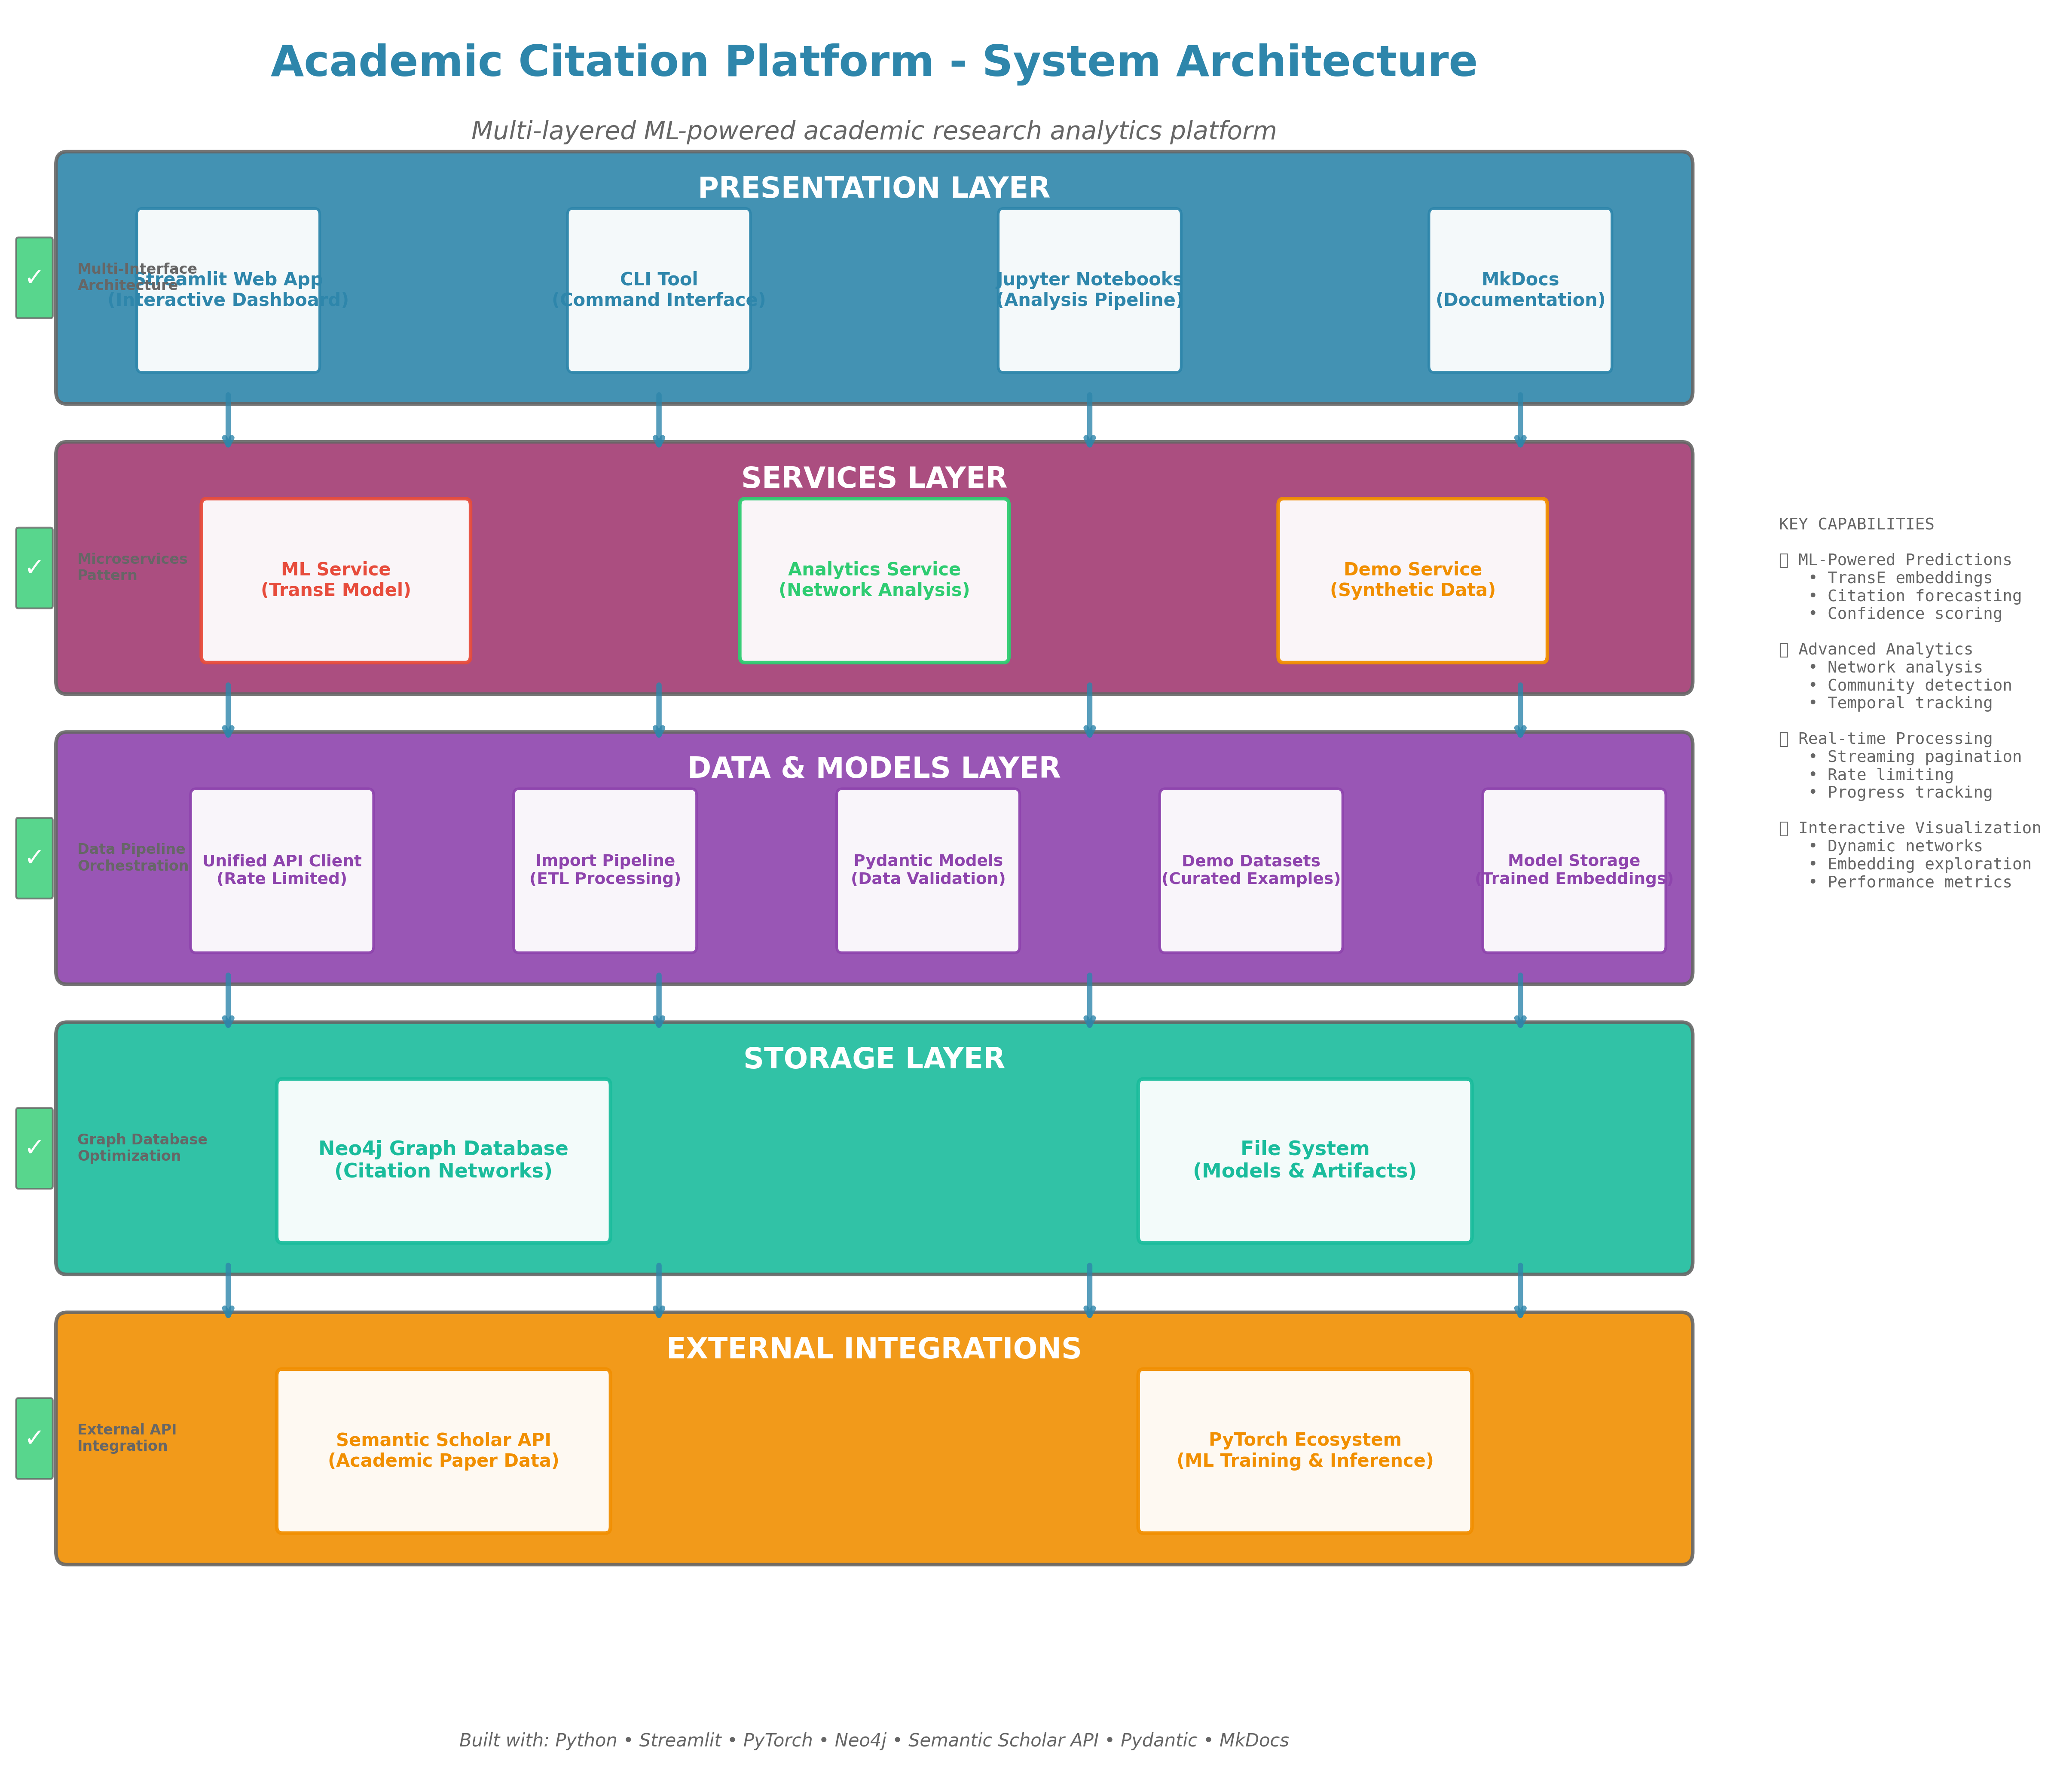 Academic Citation Platform - System Architecture
Multi-layered ML-powered academic research analytics platform
PRESENTATION LAYER
✓
Multi-Interface
Architecture
Streamlit Web App
(Interactive Dashboard)
CLI Tool
(Command Interface)
Jupyter Notebooks
(Analysis Pipeline)
MkDocs
(Documentation)
SERVICES LAYER
✓
Microservices
Pattern
ML Service
(TransE Model)
Analytics Service
(Network Analysis)
Demo Service
(Synthetic Data)
DATA & MODELS LAYER
✓
Data Pipeline
Orchestration
Unified API Client
(Rate Limited)
Import Pipeline
(ETL Processing)
Pydantic Models
(Data Validation)
Demo Datasets
(Curated Examples)
Model Storage
(Trained Embeddings)
STORAGE LAYER
✓
Graph Database
Optimization
Neo4j Graph Database
(Citation Networks)
File System
(Models & Artifacts)
EXTERNAL INTEGRATIONS
✓
External API
Integration
Semantic Scholar API
(Academic Paper Data)
PyTorch Ecosystem
(ML Training & Inference)
KEY CAPABILITIES
ML-Powered Predictions
• TransE embeddings
• Citation forecasting
• Confidence scoring
Advanced Analytics
• Network analysis
• Community detection
• Temporal tracking
Real-time Processing
• Streaming pagination
• Rate limiting
• Progress tracking
Interactive Visualization
• Dynamic networks
• Embedding exploration
• Performance metrics
Built with: Python • Streamlit • PyTorch • Neo4j • Semantic Scholar API • Pydantic • MkDocs